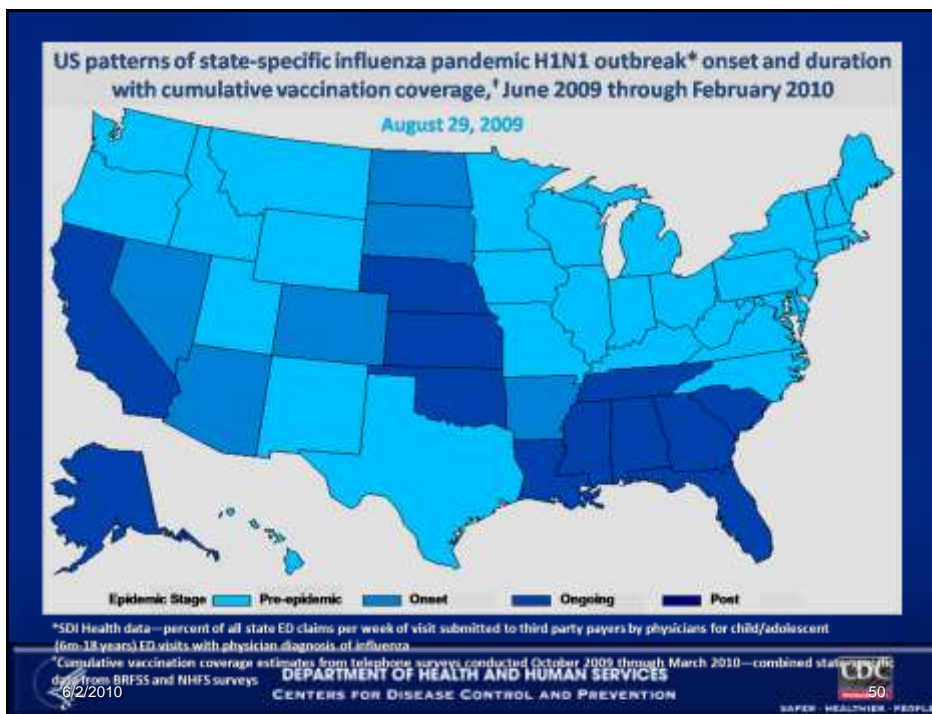 US patterns of state-specific influenza pandemic H1N1 outbreak* onset and duration
with cumulative vaccination coverage,† June 2009 through February 2010
August 29, 2009
Epidemic Stage Pre-epidemic Onset Ongoing Post
*SDI Health data—percent of all state ED claims per week of visit submitted to third party payers by physicians for child/adolescent
(6m-18 years) ED visits with physician diagnosis of influenza
†Cumulative vaccination coverage estimates from telephone surveys conducted October 2009 through March 2010—combined
data from BRFSS and NHFS surveys
DEPARTMENT OF HEALTH AND HUMAN SERVICES
CENTERS FOR DISEASE CONTROL AND PREVENTION
6/2/2010
CDC
50
SAFER · HEALTHIER · PEOPLE